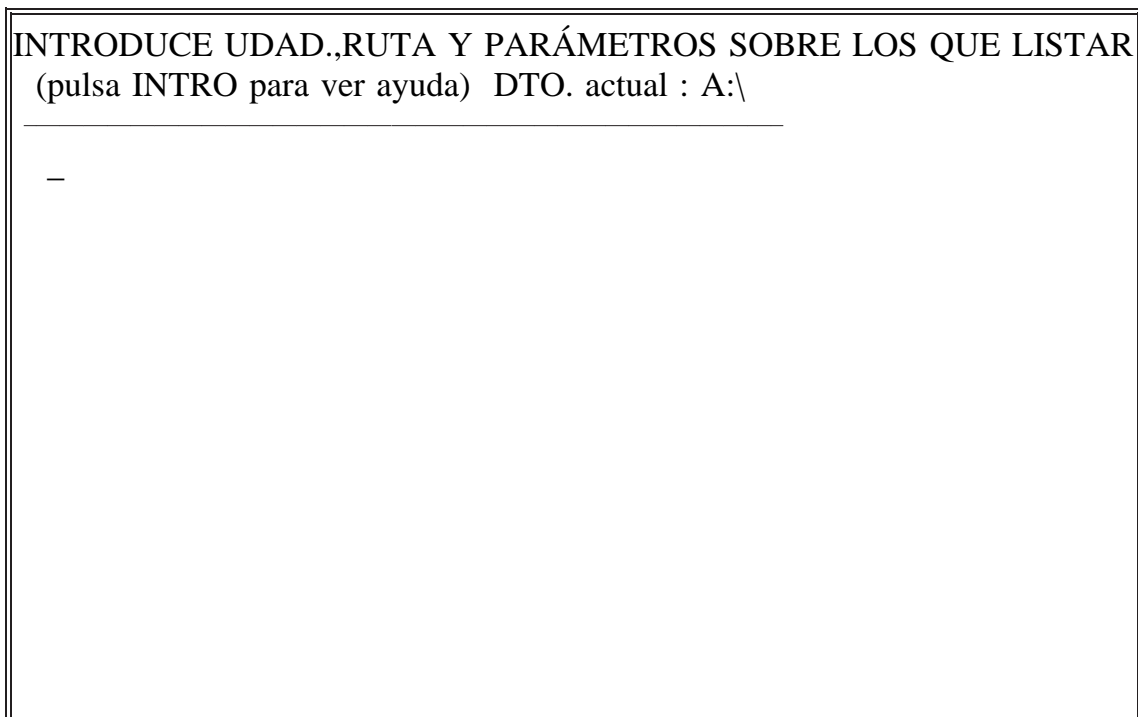 INTRODUCE UDAD.,RUTA Y PARÁMETROS SOBRE LOS QUE LISTAR
(pulsa INTRO para ver ayuda) DTO. actual : A:\
_